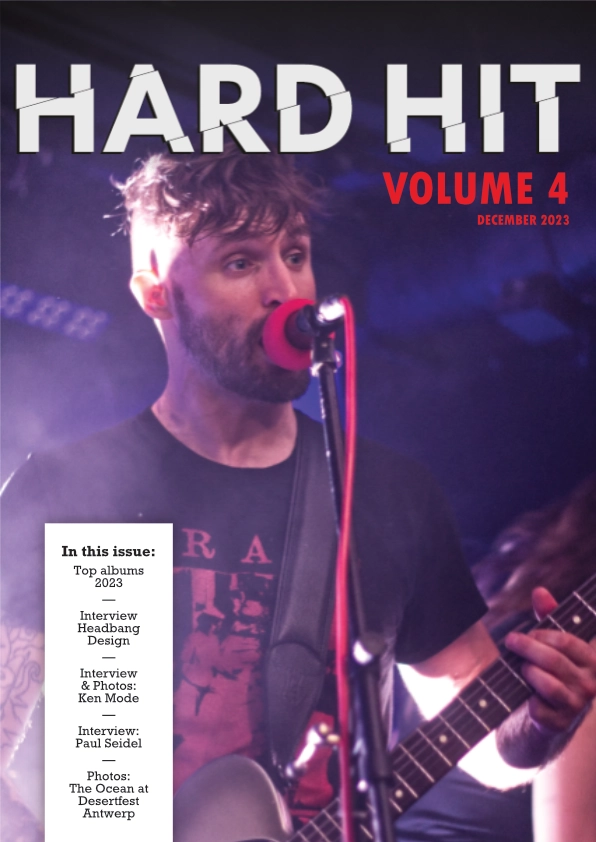 HARD HIT
VOLUME 4
DECEMBER 2023
R A
In this issue:
Top albums
2023
—
Interview
Headbang
Design
—
Interview
& Photos:
Ken Mode
—
Interview:
Paul Seidel
—
Photos:
The Ocean at
Desertfest
Antwerp